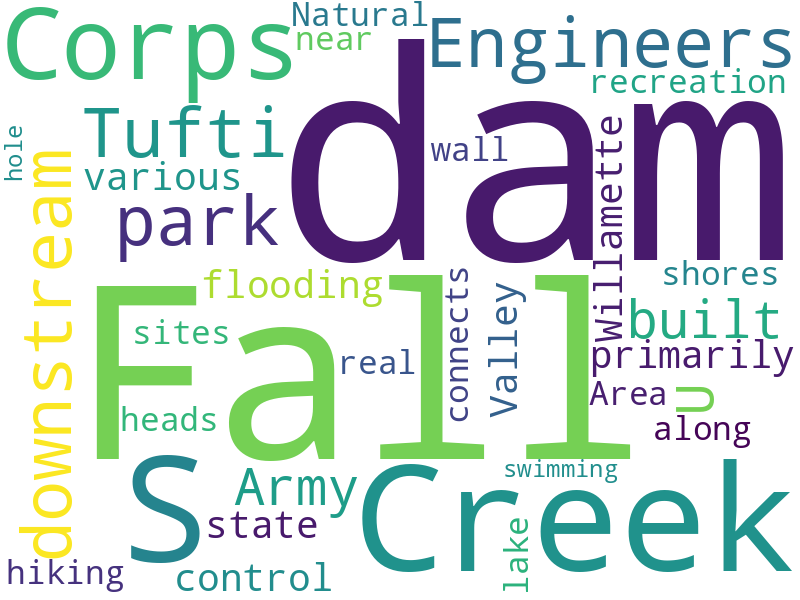 Corps
Natural
near
Engineers
recreation
hole
Tufti
various
dam
wall
Willamette
park
downstream
flooding
Fall
connects
Valley
shores
built
sites
real
primarily
heads
Area
U
along
S
Army
state
Creek
swimming
lake
hiking
control